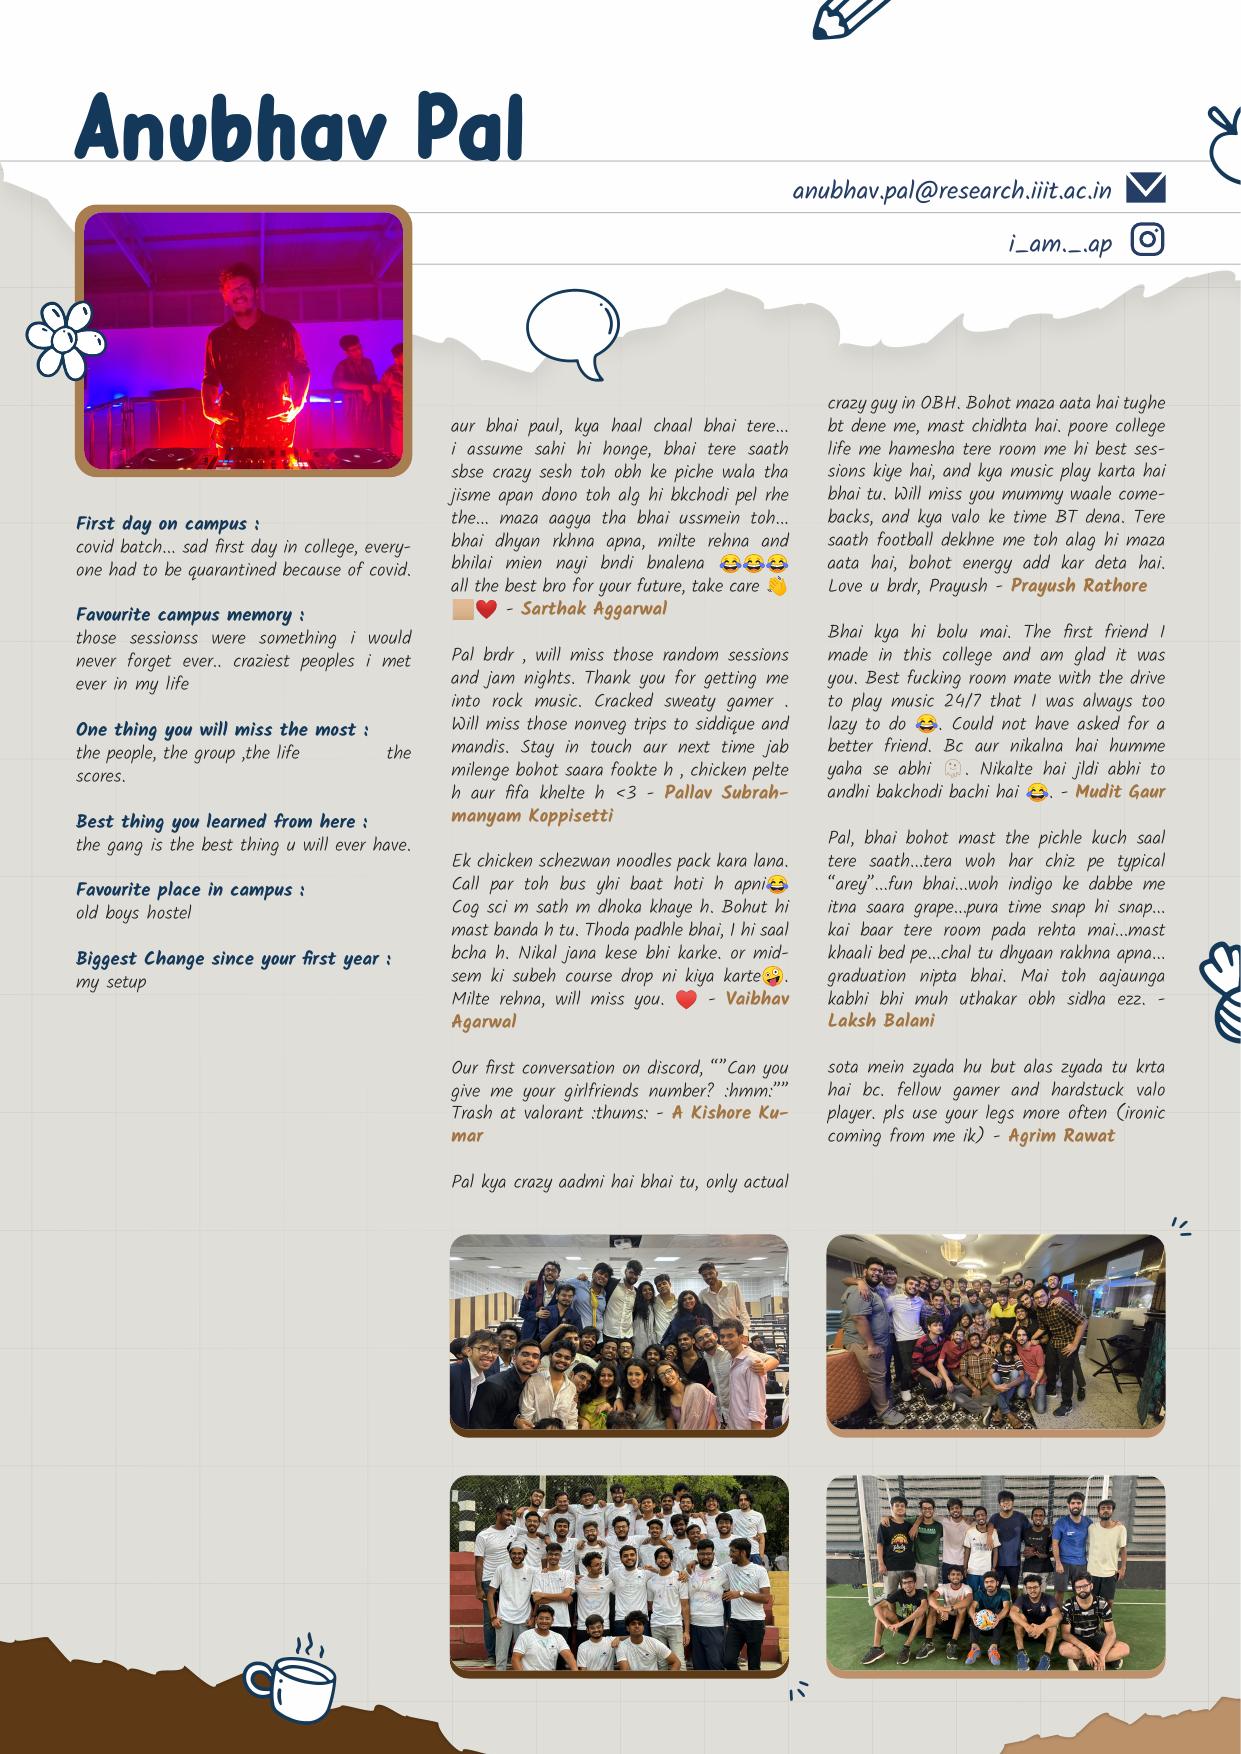 Anubhav Pal
anubhav.pal@research.iiit.ac.in
i_am._.ap
First day on campus :
covid batch... sad first day in college, every-
one had to be quarantined because of covid.
Favourite campus memory :
those sessionss were something i would
never forget ever.. craziest peoples i met
ever in my life
One thing you will miss the most :
the people, the group ,the life the
scores.
Best thing you learned from here :
the gang is the best thing u will ever have.
Favourite place in campus :
old boys hostel
Biggest Change since your first year :
my setup
aur bhai paul, kya haal chaal bhai tere...
i assume sahi hi honge, bhai tere saath
sbse crazy sesh toh obh ke piche wala tha
jisme apan dono toh alg hi bkchodi pel rhe
the... maza aagya tha bhai ussmein toh...
bhai dhyan rkhna apna, milte rehna and
bhilai mien nayi bndi bnalena 😂😂😂
all the best bro for your future, take care 👏
🏼❤️ - Sarthak Aggarwal
Pal brdr , will miss those random sessions
and jam nights. Thank you for getting me
into rock music. Cracked sweaty gamer .
Will miss those nonveg trips to siddique and
mandis. Stay in touch aur next time jab
milenge bohot saara fookte h , chicken pelte
h aur fifa khelte h <3 - Pallav Subrah-
manyam Koppisetti
Ek chicken schezwan noodles pack kara lana.
Call par toh bus yhi baat hoti h apni😂
Cog sci m sath m dhoka khaye h. Bohut hi
mast banda h tu. Thoda padhle bhai, 1 hi saal
bcha h. Nikal jana kese bhi karke. or mid-
sem ki subeh course drop ni kiya karte🤪.
Milte rehna, will miss you. ❤️ - Vaibhav
Agarwal
Our first conversation on discord, “”Can you
give me your girlfriends number? :hmm:””
Trash at valorant :thums: - A Kishore Ku-
mar
Pal kya crazy aadmi hai bhai tu, only actual
crazy guy in OBH. Bohot maza aata hai tughe
bt dene me, mast chidhta hai. poore college
life me hamesha tere room me hi best ses-
sions kiye hai, and kya music play karta hai
bhai tu. Will miss you mummy waale come-
backs, and kya valo ke time BT dena. Tere
saath football dekhne me toh alag hi maza
aata hai, bohot energy add kar deta hai.
Love u brdr, Prayush - Prayush Rathore
Bhai kya hi bolu mai. The first friend I
made in this college and am glad it was
you. Best fucking room mate with the drive
to play music 24/7 that I was always too
lazy to do 😂. Could not have asked for a
better friend. Bc aur nikalna hai humme
yaha se abhi 🫠. Nikalte hai jldi abhi to
andhi bakchodi bachi hai 😂. - Mudit Gaur
Pal, bhai bohot mast the pichle kuch saal
tere saath...tera woh har chiz pe typical
“arey”...fun bhai...woh indigo ke dabbe me
itna saara grape...pura time snap hi snap...
kai baar tere room pada rehta mai...mast
khaali bed pe...chal tu dhyaan rakhna apna...
graduation nipta bhai. Mai toh aajaunga
kabhi bhi muh uthakar obh sidha ezz. -
Laksh Balani
sota mein zyada hu but alas zyada tu krta
hai bc. fellow gamer and hardstuck valo
player. pls use your legs more often (ironic
coming from me ik) - Agrim Rawat